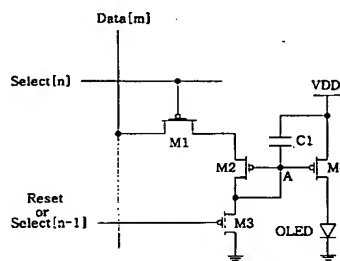 Data[m]
Select[n]
VDD
M1
C1
M2
A
M
Reset
or
Select[n-1]
M3
OLED